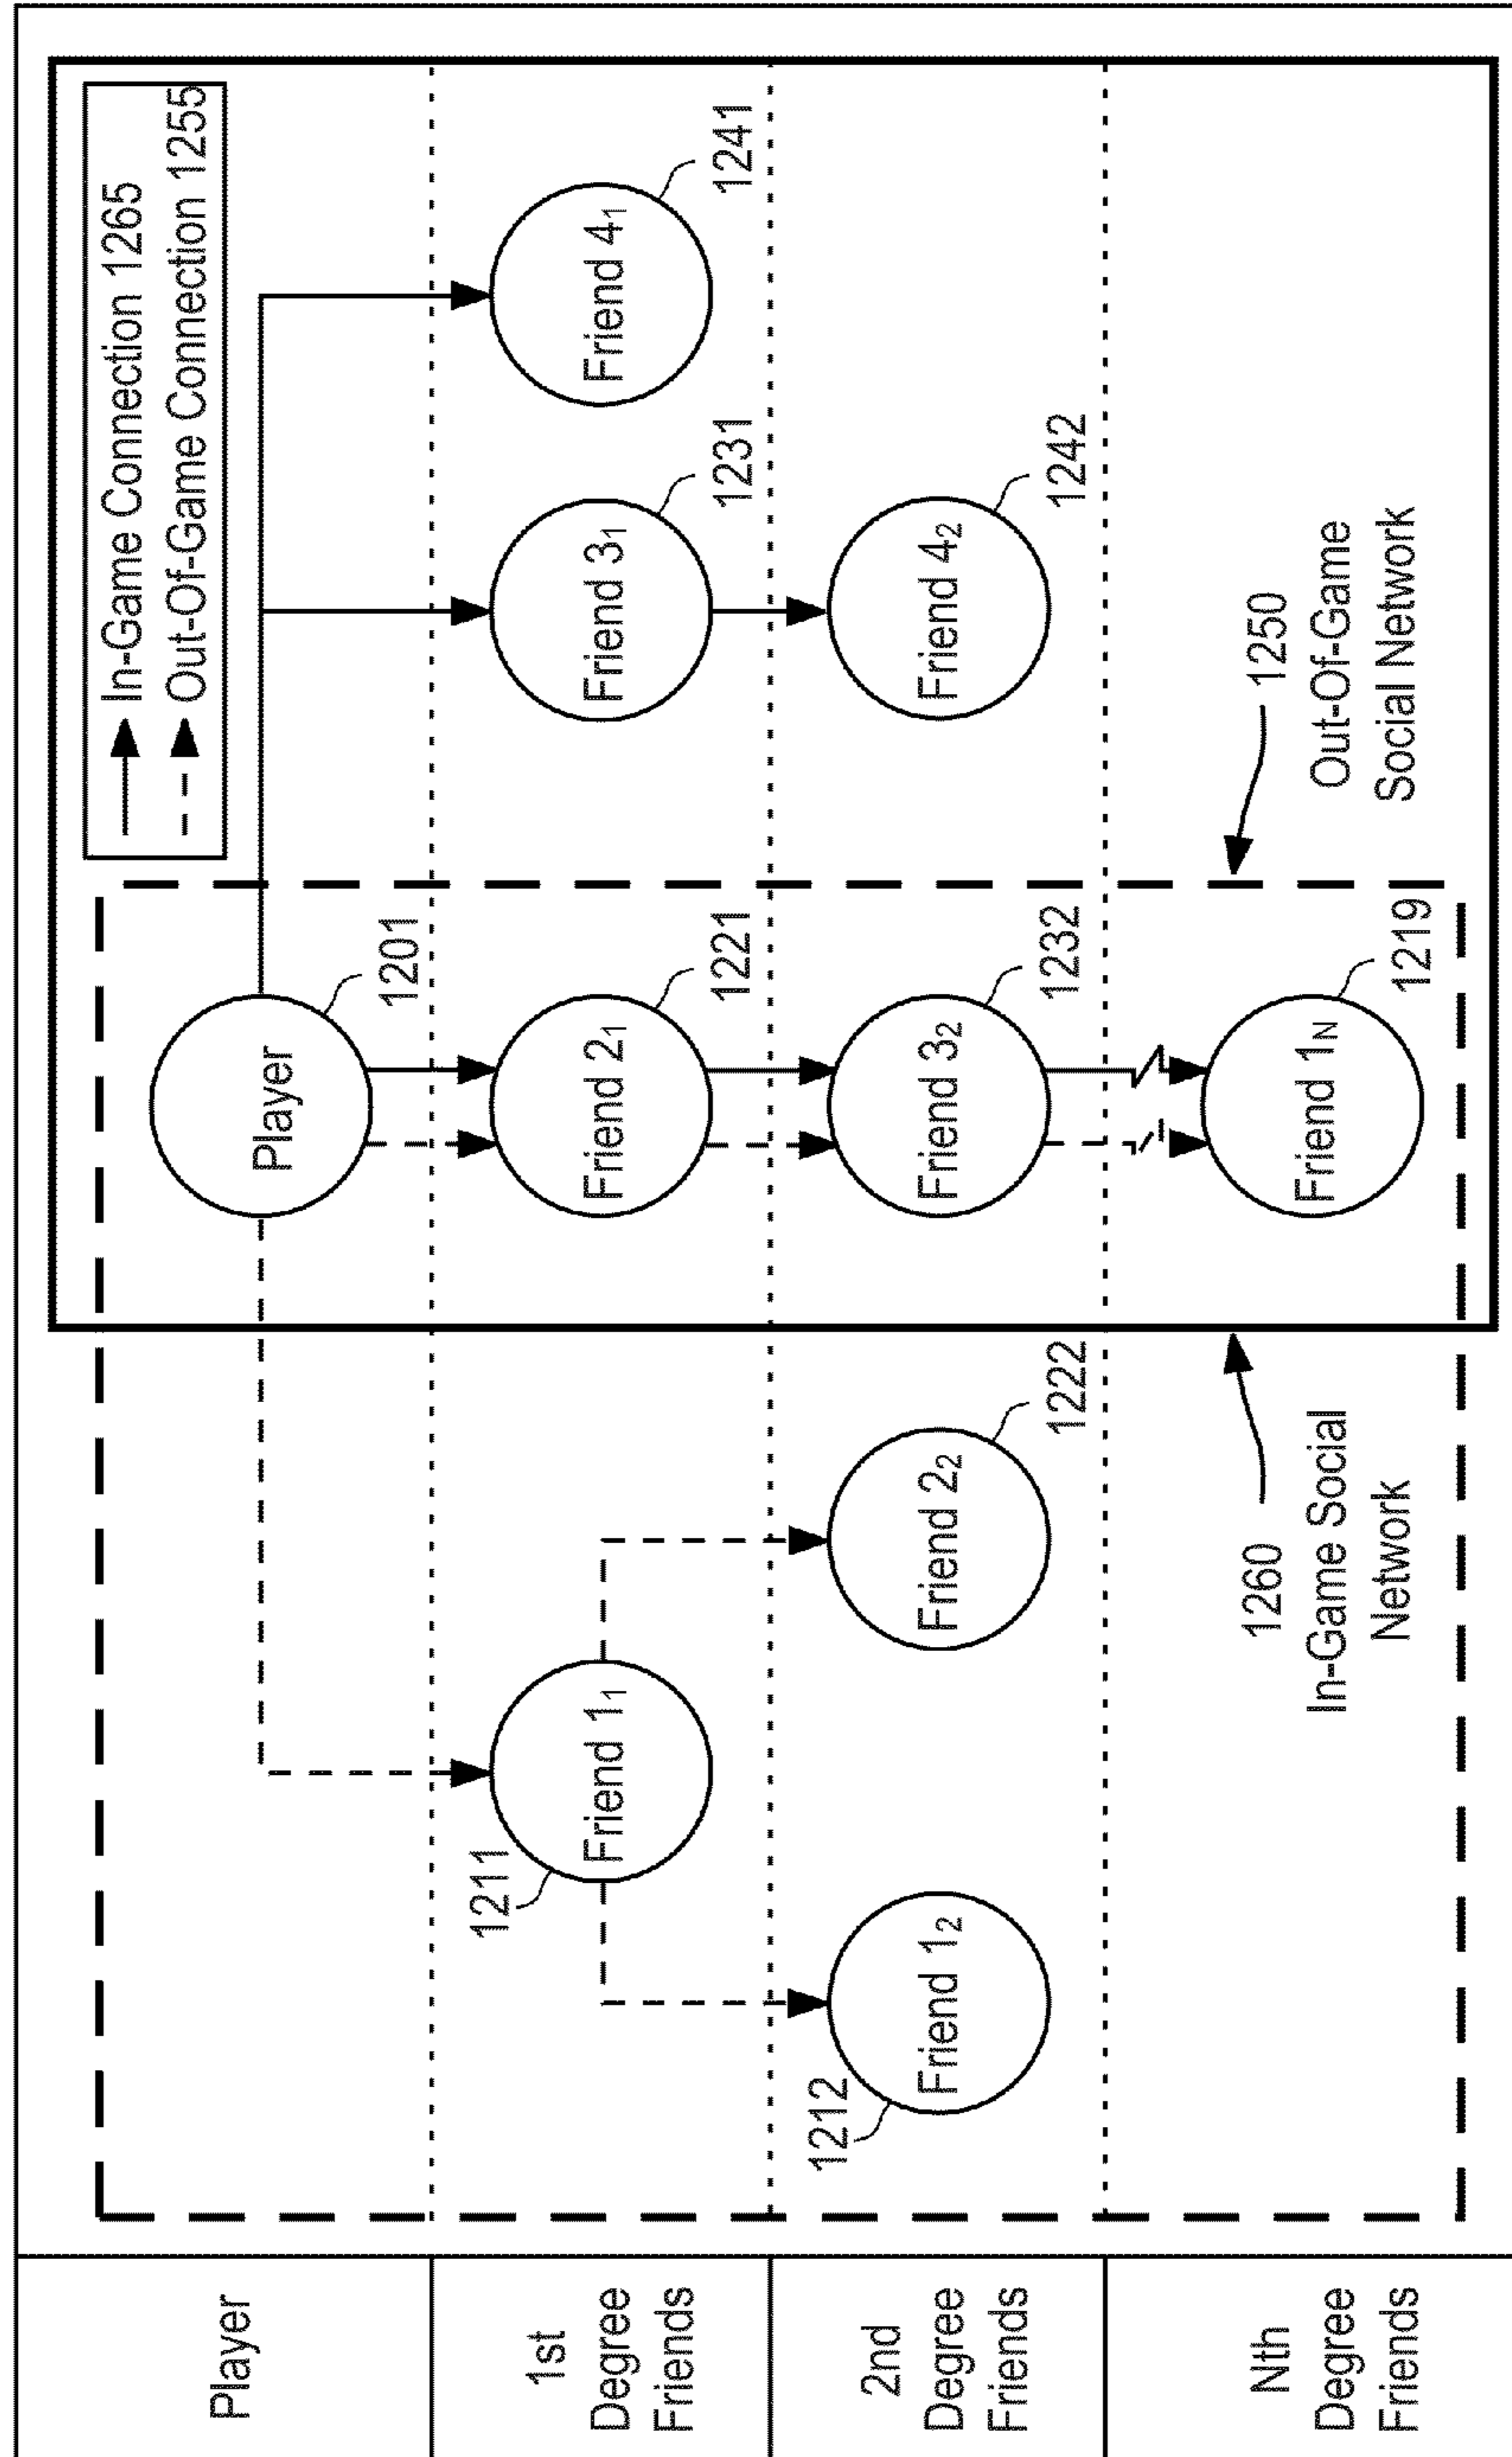 Player
1st
Degree
Friends
2nd
Degree
Friends
Nth
Degree
Friends
In-Game Connection 1265
Out-Of-Game Connection 1255
Player
1201
1211
Friend 1₁
Friend 2₁
1221
Friend 3₁
1231
Friend 4₁
1241
1212
Friend 1₂
Friend 2₂
1222
Friend 3₂
1232
Friend 4₂
1242
1260
In-Game Social
Network
Friend 1N
1219
1250
Out-Of-Game
Social Network